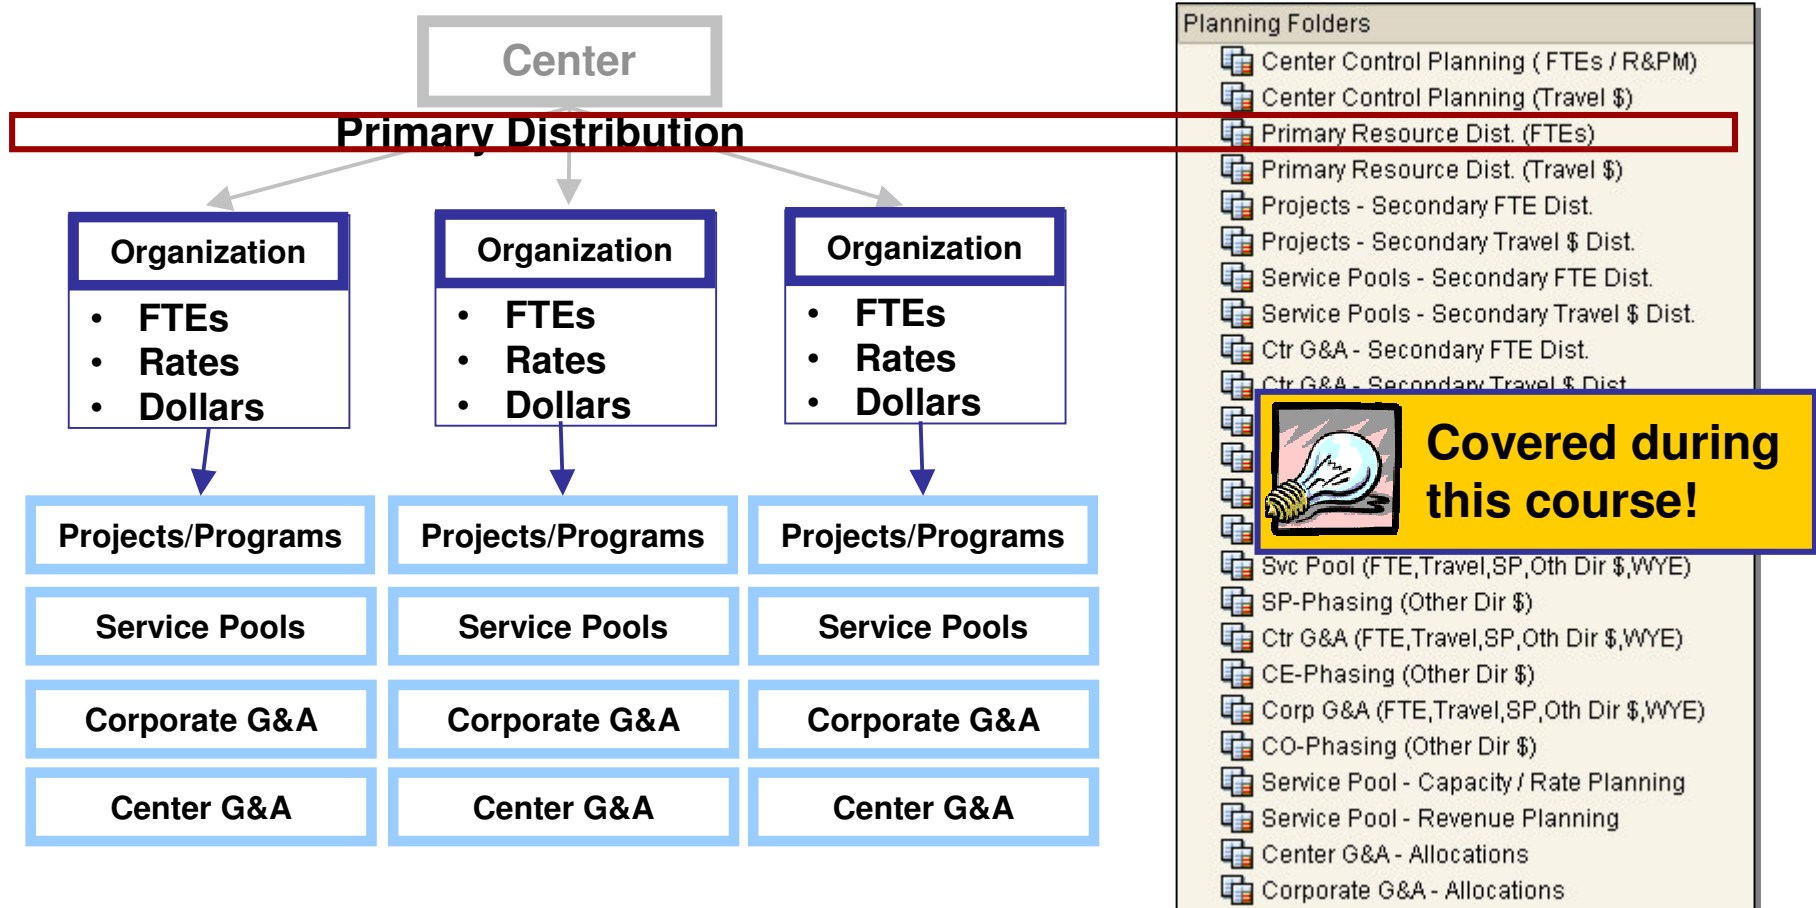 Center
Primary Distribution
Organization
• FTEs
• Rates
• Dollars
Organization
• FTEs
• Rates
• Dollars
Organization
• FTEs
• Rates
• Dollars
Projects/Programs
Projects/Programs
Projects/Programs
Service Pools
Service Pools
Service Pools
Corporate G&A
Corporate G&A
Corporate G&A
Center G&A
Center G&A
Center G&A
Planning Folders
Center Control Planning ( FTEs / R&PM)
Center Control Planning (Travel $)
Primary Resource Dist. (FTEs)
Primary Resource Dist. (Travel $)
Projects - Secondary FTE Dist.
Projects - Secondary Travel $ Dist.
Service Pools - Secondary FTE Dist.
Service Pools - Secondary Travel $ Dist.
Ctr G&A - Secondary FTE Dist.
Ctr G&A - Secondary Travel $ Dist
Covered during
this course!
Svc Pool (FTE,Travel,SP,Oth Dir $,WYE)
SP-Phasing (Other Dir $)
Ctr G&A (FTE,Travel,SP,Oth Dir $,WYE)
CE-Phasing (Other Dir $)
Corp G&A (FTE,Travel,SP,Oth Dir $,WYE)
CO-Phasing (Other Dir $)
Service Pool - Capacity / Rate Planning
Service Pool - Revenue Planning
Center G&A - Allocations
Corporate G&A - Allocations